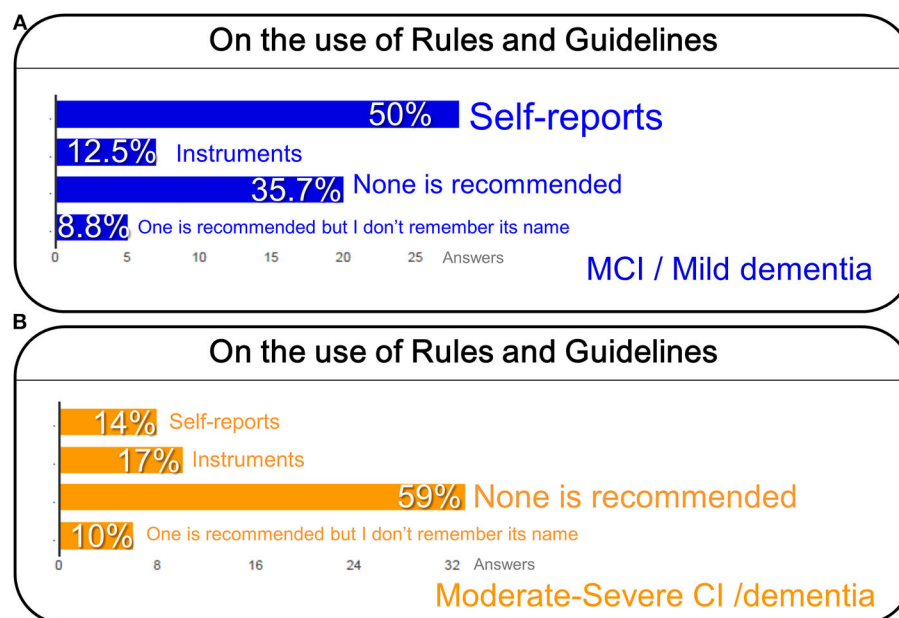 A
On the use of Rules and Guidelines
50% Self-reports
12.5% Instruments
35.7% None is recommended
8.8% One is recommended but I don't remember its name
0 5 10 15 20 25 Answers
MCI / Mild dementia
B
On the use of Rules and Guidelines
14% Self-reports
17% Instruments
59% None is recommended
10% One is recommended but I don't remember its name
0 8 16 24 32 Answers
Moderate-Severe CI /dementia